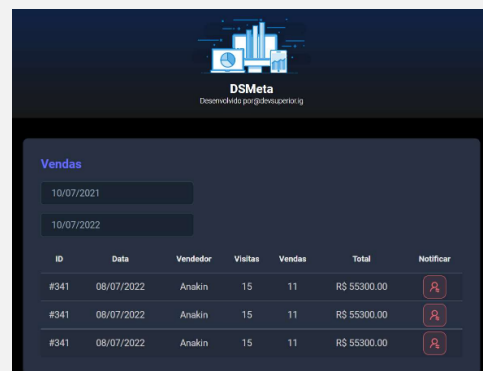 DSMeta
Desenvolvido por@devsuperior.ig
Vendas
10/07/2021
10/07/2022
ID Data Vendedor Visitas Vendas Total Notificar
#341 08/07/2022 Anakin 15 11 R$ 55300.00
#341 08/07/2022 Anakin 15 11 R$ 55300.00
#341 08/07/2022 Anakin 15 11 R$ 55300.00